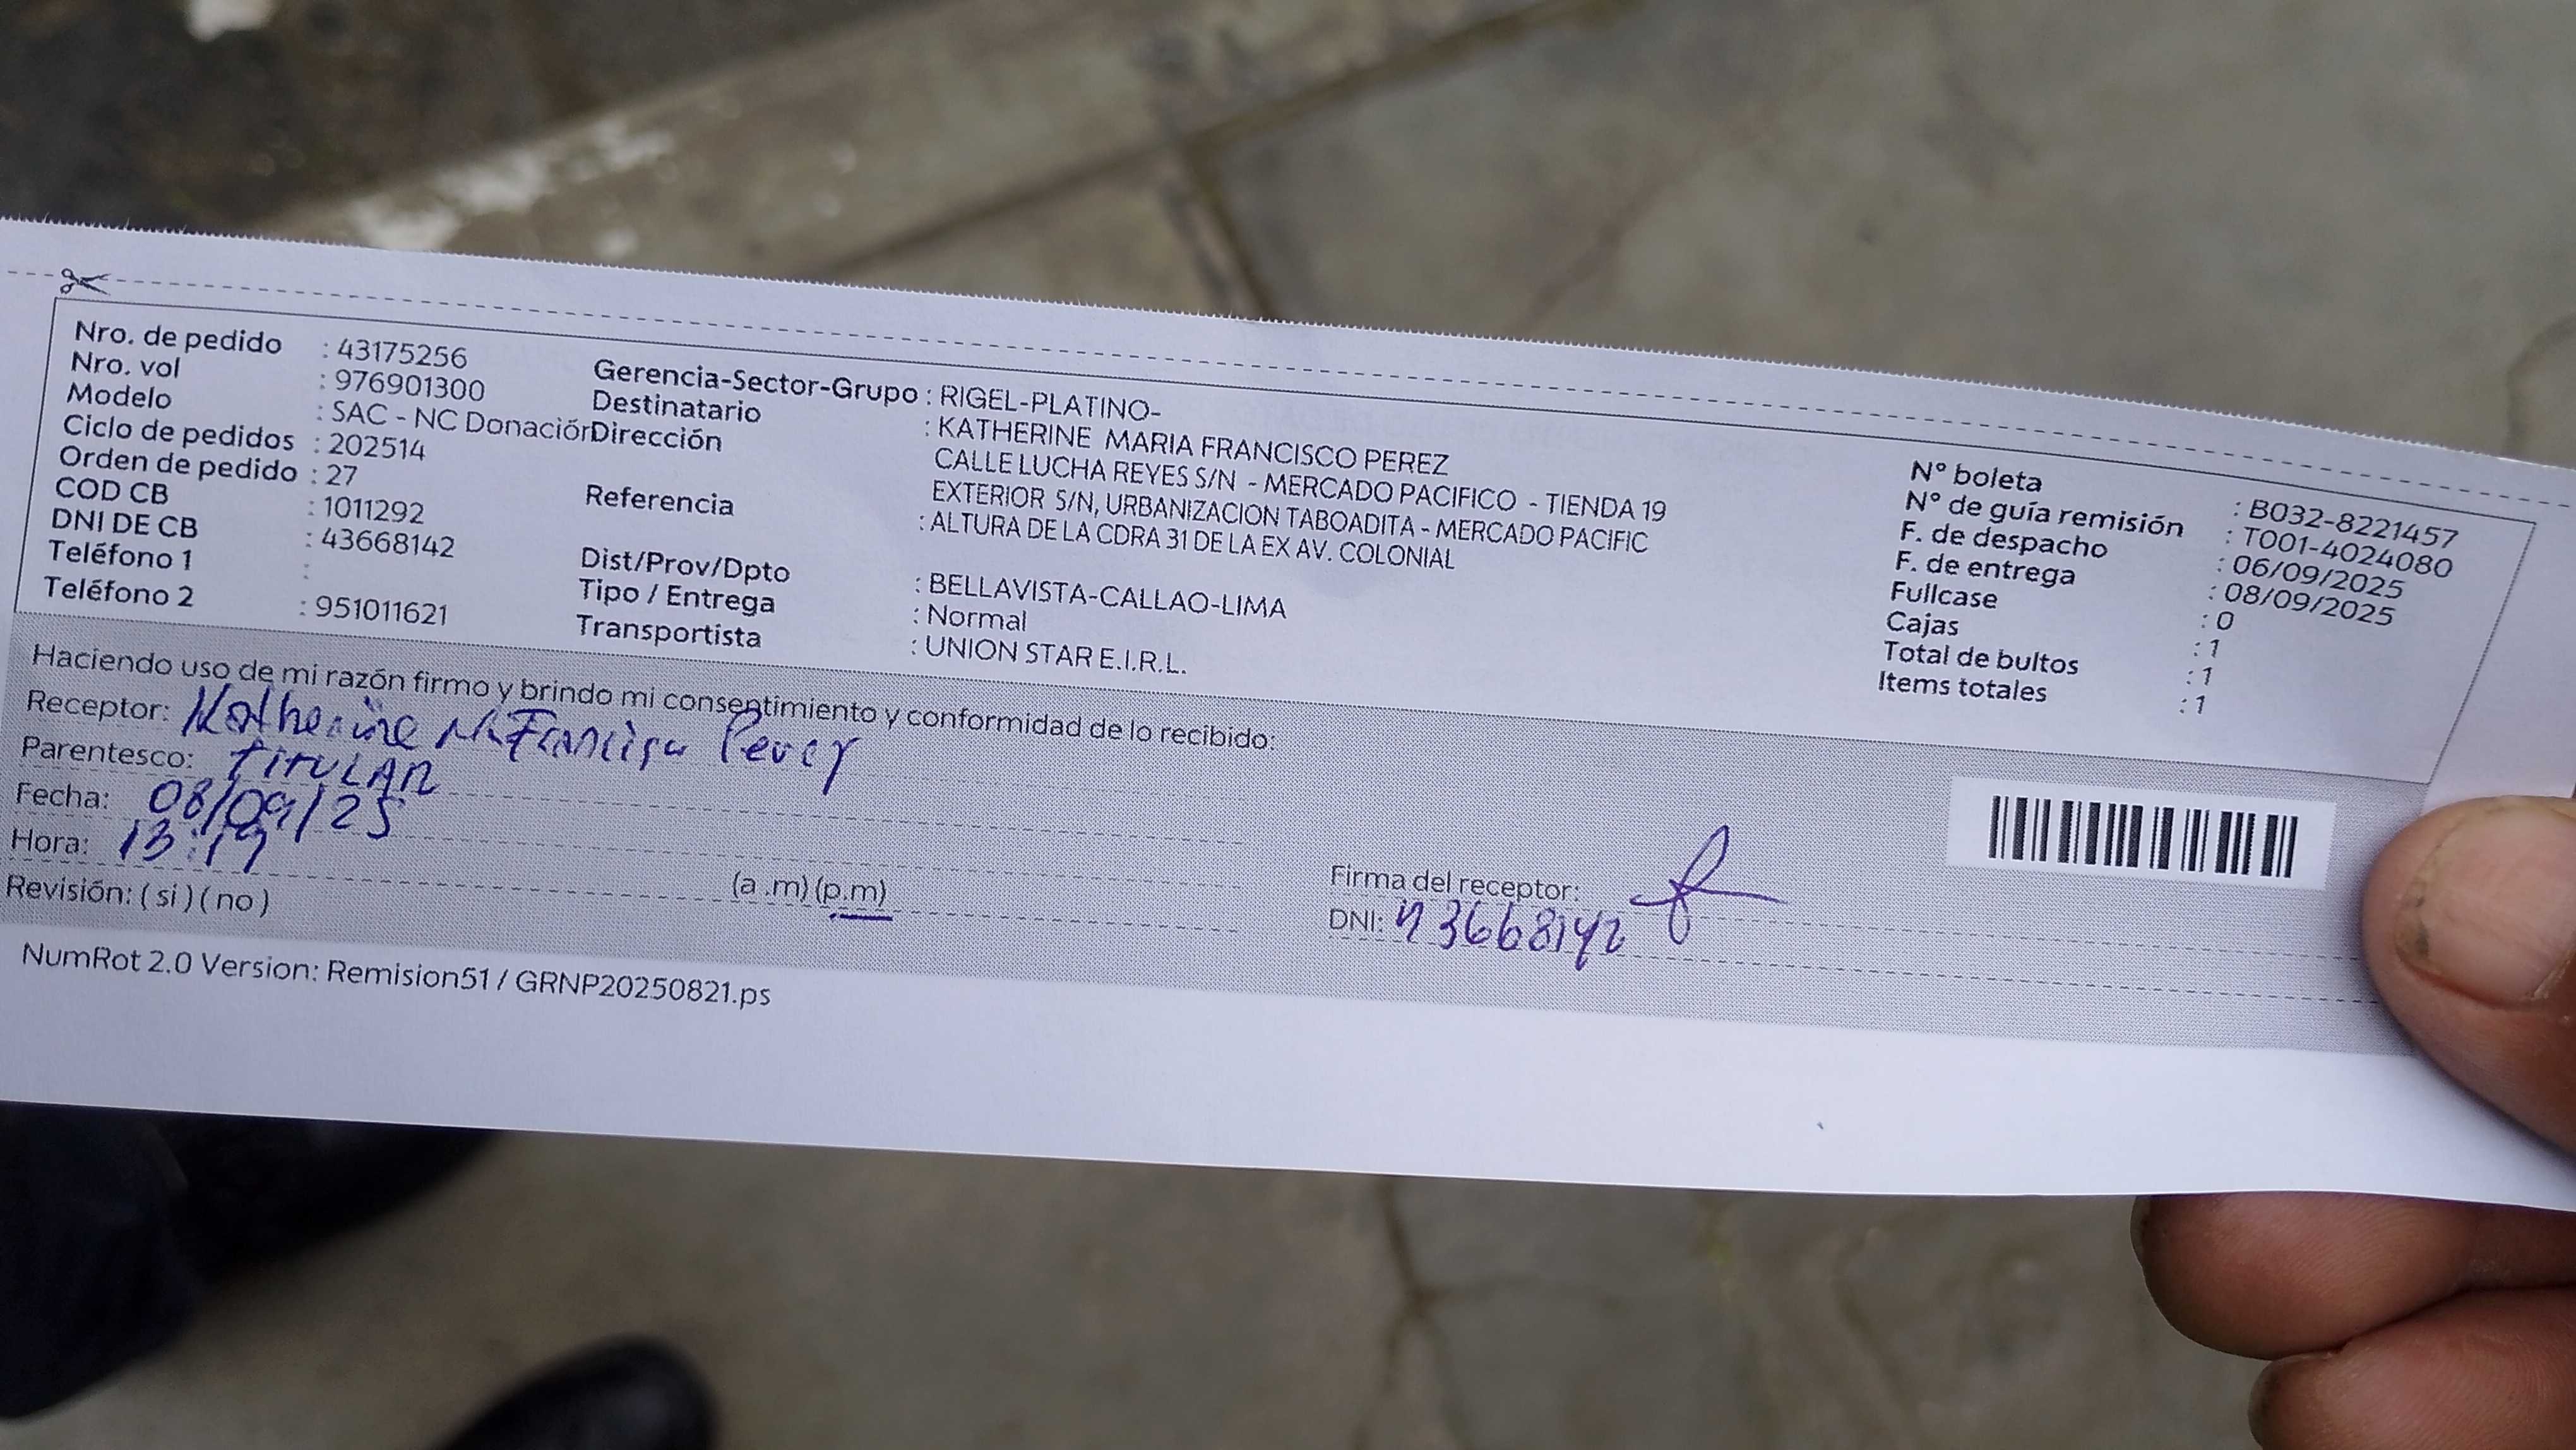 Nro. de pedido : 43175256
Nro. vol : 976901300
Modelo : SAC - NC Donación
Ciclo de pedidos : 202514
Orden de pedido : 27
COD CB : 1011292
DNI DE CB : 43668142
Teléfono 1 :
Teléfono 2 : 951011621
Gerencia-Sector-Grupo : RIGEL-PLATINO-
Destinatario : KATHERINE MARIA FRANCISCO PEREZ
Dirección CALLE LUCHA REYES S/N - MERCADO PACIFICO - TIENDA 19
EXTERIOR S/N, URBANIZACION TABOADITA - MERCADO PACIFIC
Referencia : ALTURA DE LA CDRA 31 DE LA EX AV. COLONIAL
Dist/Prov/Dpto : BELLAVISTA-CALLAO-LIMA
Tipo / Entrega : Normal
Transportista : UNION STAR E.I.R.L.
N° boleta : B032-8221457
N° de guía remisión : T001-4024080
F. de despacho : 06/09/2025
F. de entrega : 08/09/2025
Fullcase : 0
Cajas : 1
Total de bultos : 1
Items totales : 1
Haciendo uso de mi razón firmo y brindo mi consentimiento y conformidad de lo recibido:
Receptor: Katherine Ma Francisco Perez
Parentesco: TITULAR
Fecha: 08/09/25
Hora: 13:19 (a .m) (p.m)
Revisión: ( si ) ( no )
Firma del receptor:
DNI: 43668142
NumRot 2.0 Version: Remision51 / GRNP20250821.ps